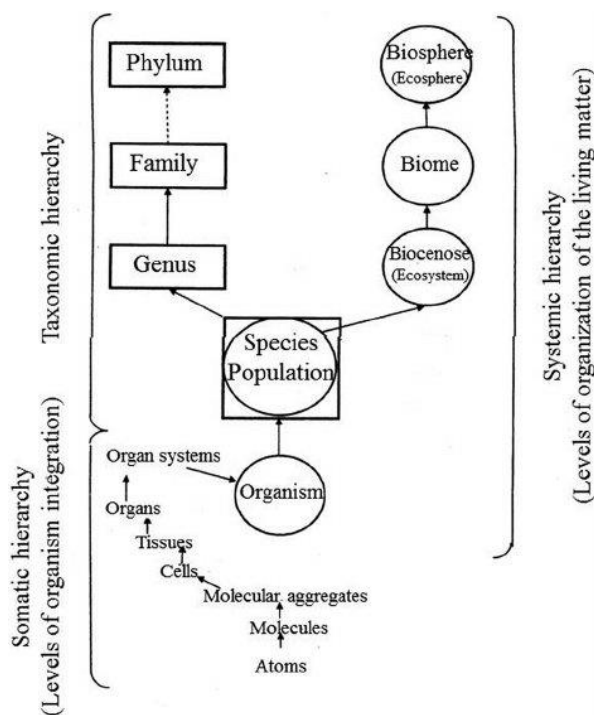 Phylum
Family
Genus
Biosphere
(Ecosphere)
Biome
Biocenose
(Ecosystem)
Species
Population
Organism
Organ systems
Organs
Tissues
Cells
Molecular aggregates
Molecules
Atoms
Taxonomic hierarchy
Somatic hierarchy
(Levels of organism integration)
Systemic hierarchy
(Levels of organization of the living matter)